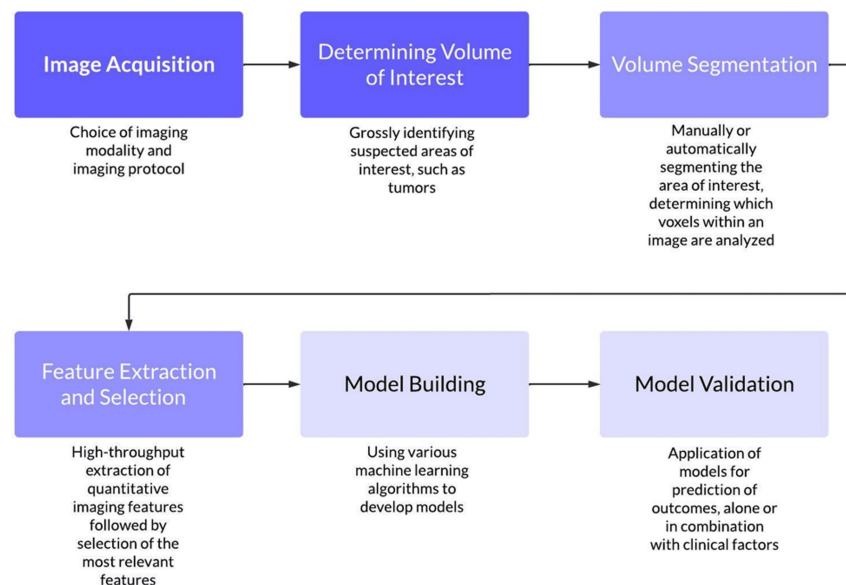 Image Acquisition
Choice of imaging
modality and
imaging protocol
Determining Volume
of Interest
Grossly identifying
suspected areas of
interest, such as
tumors
Volume Segmentation
Manually or
automatically
segmenting the
area of interest,
determining which
voxels within an
image are analyzed
Feature Extraction
and Selection
High-throughput
extraction of
quantitative
imaging features
followed by
selection of the
most relevant
features
Model Building
Using various
machine learning
algorithms to
develop models
Model Validation
Application of
models for
prediction of
outcomes, alone or
in combination
with clinical factors